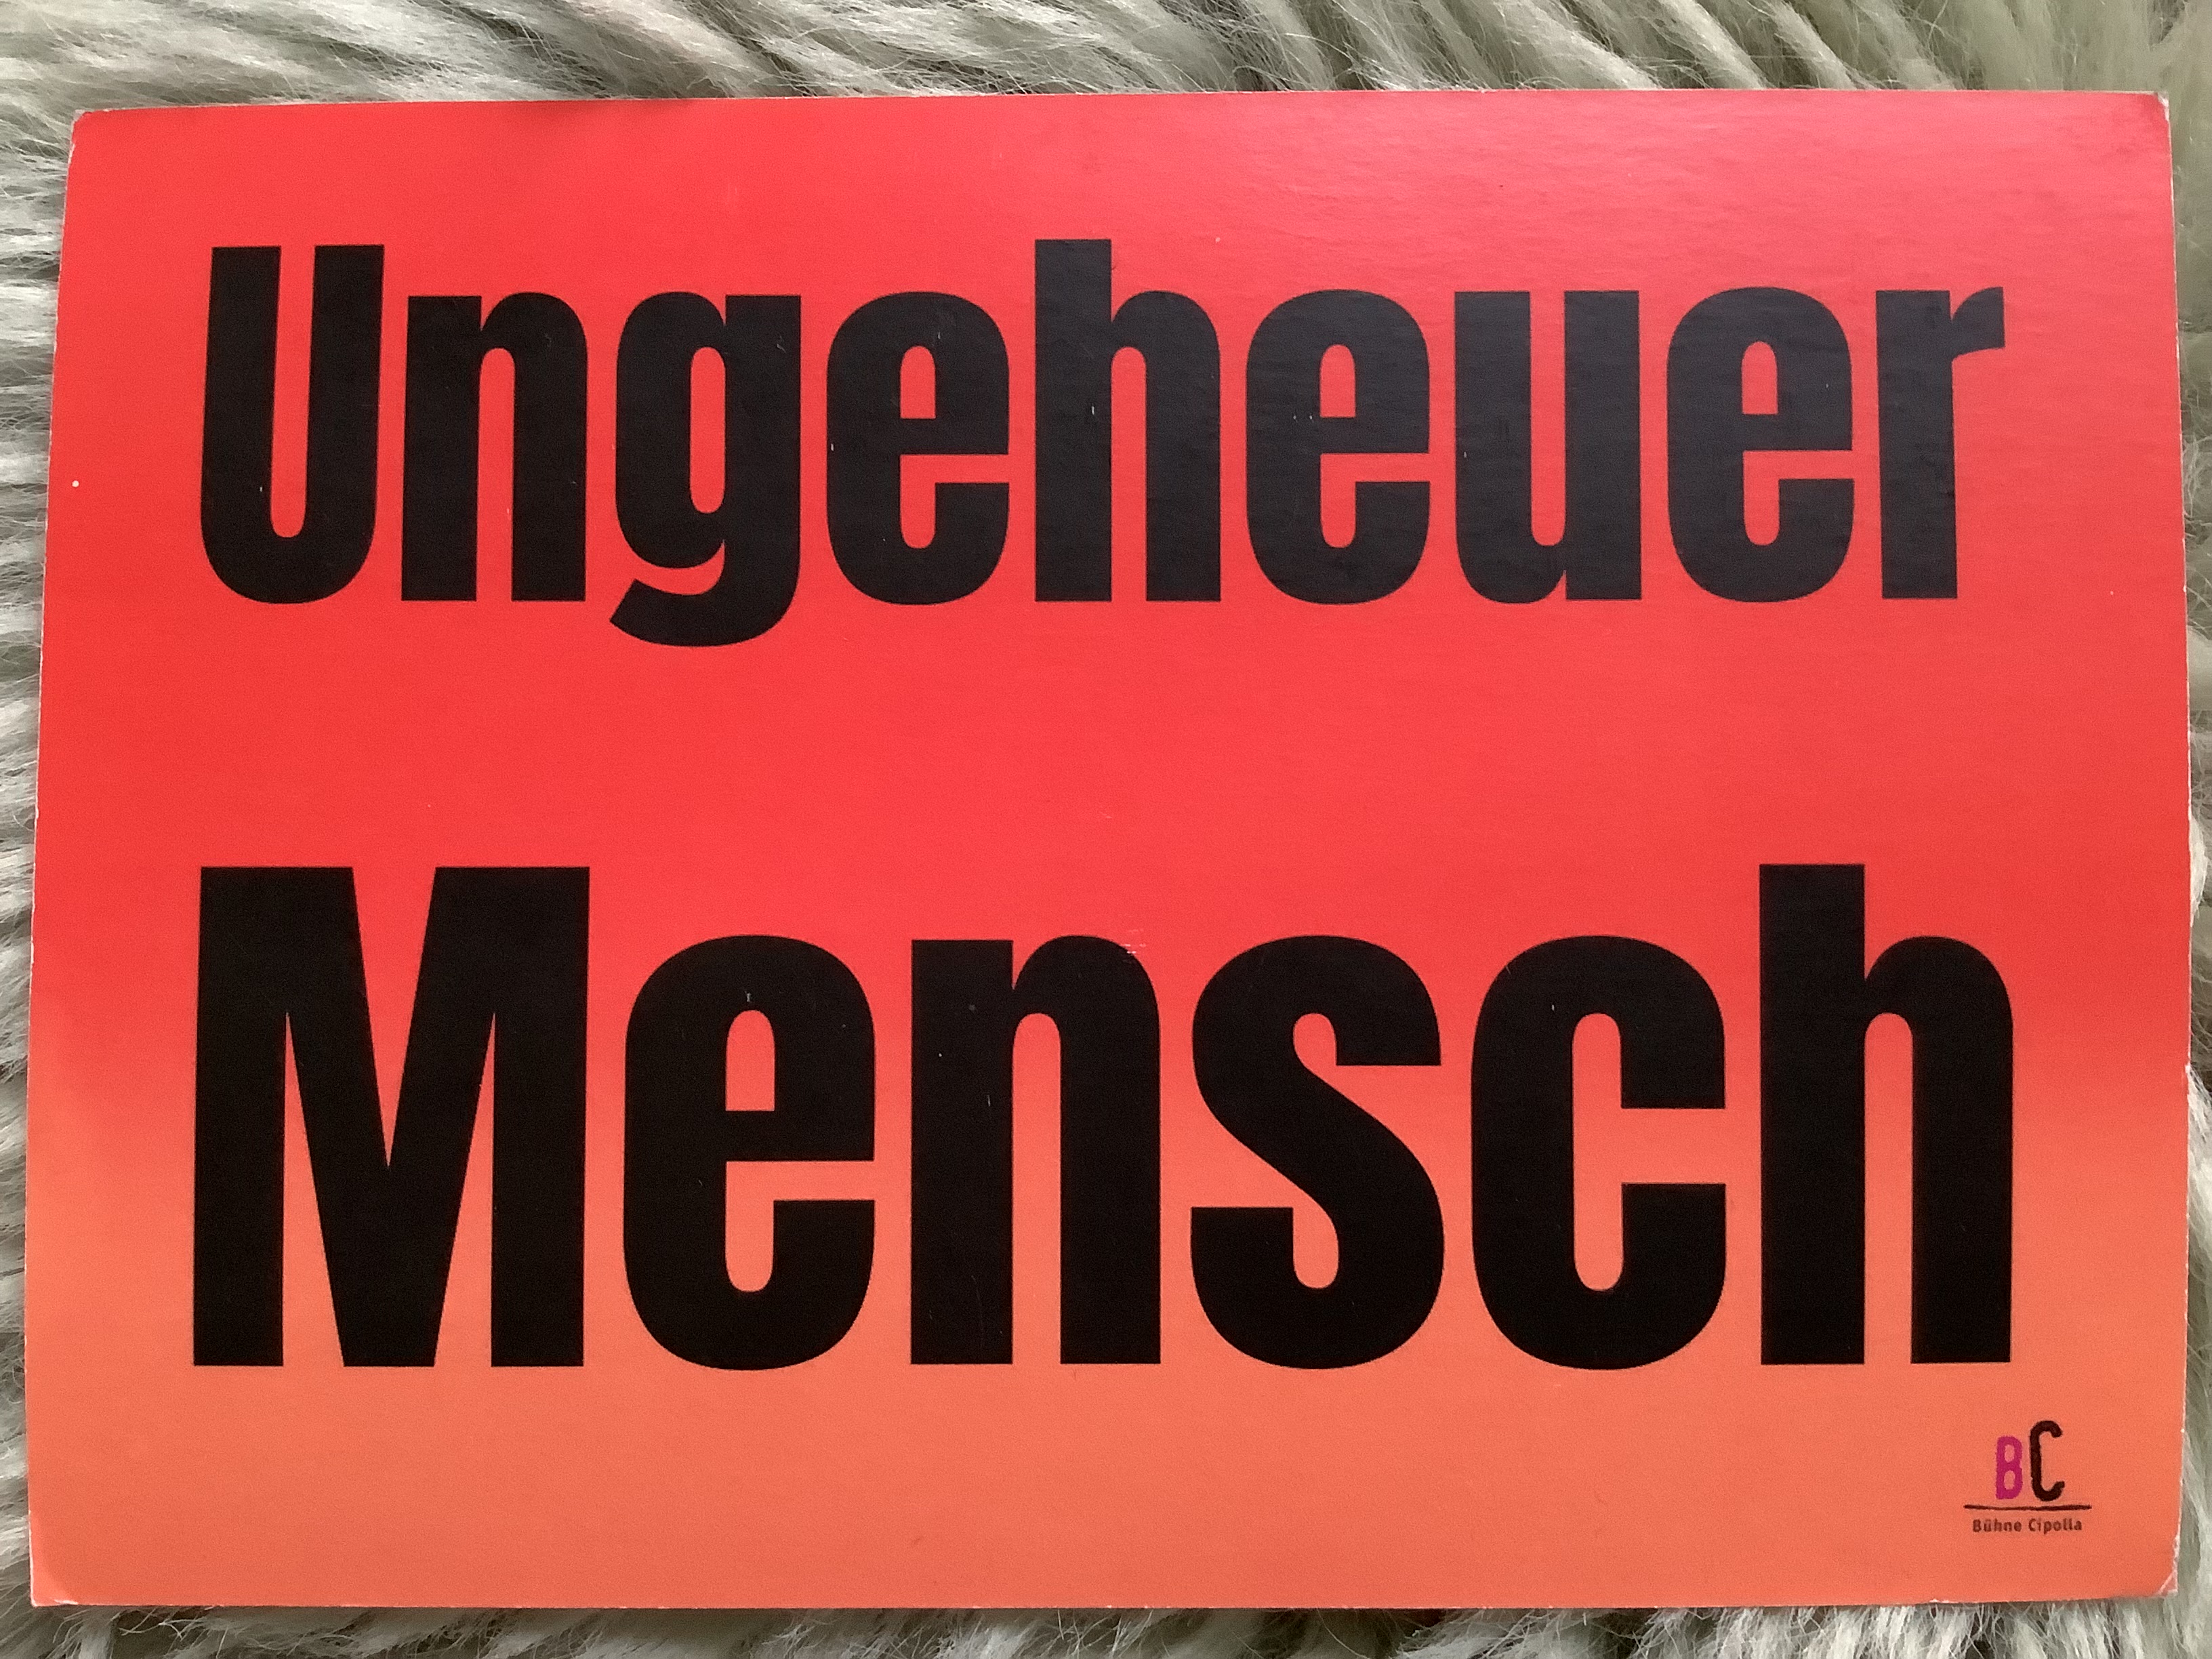 Ungeheuer
Mensch
BC
Bühne Cipolla